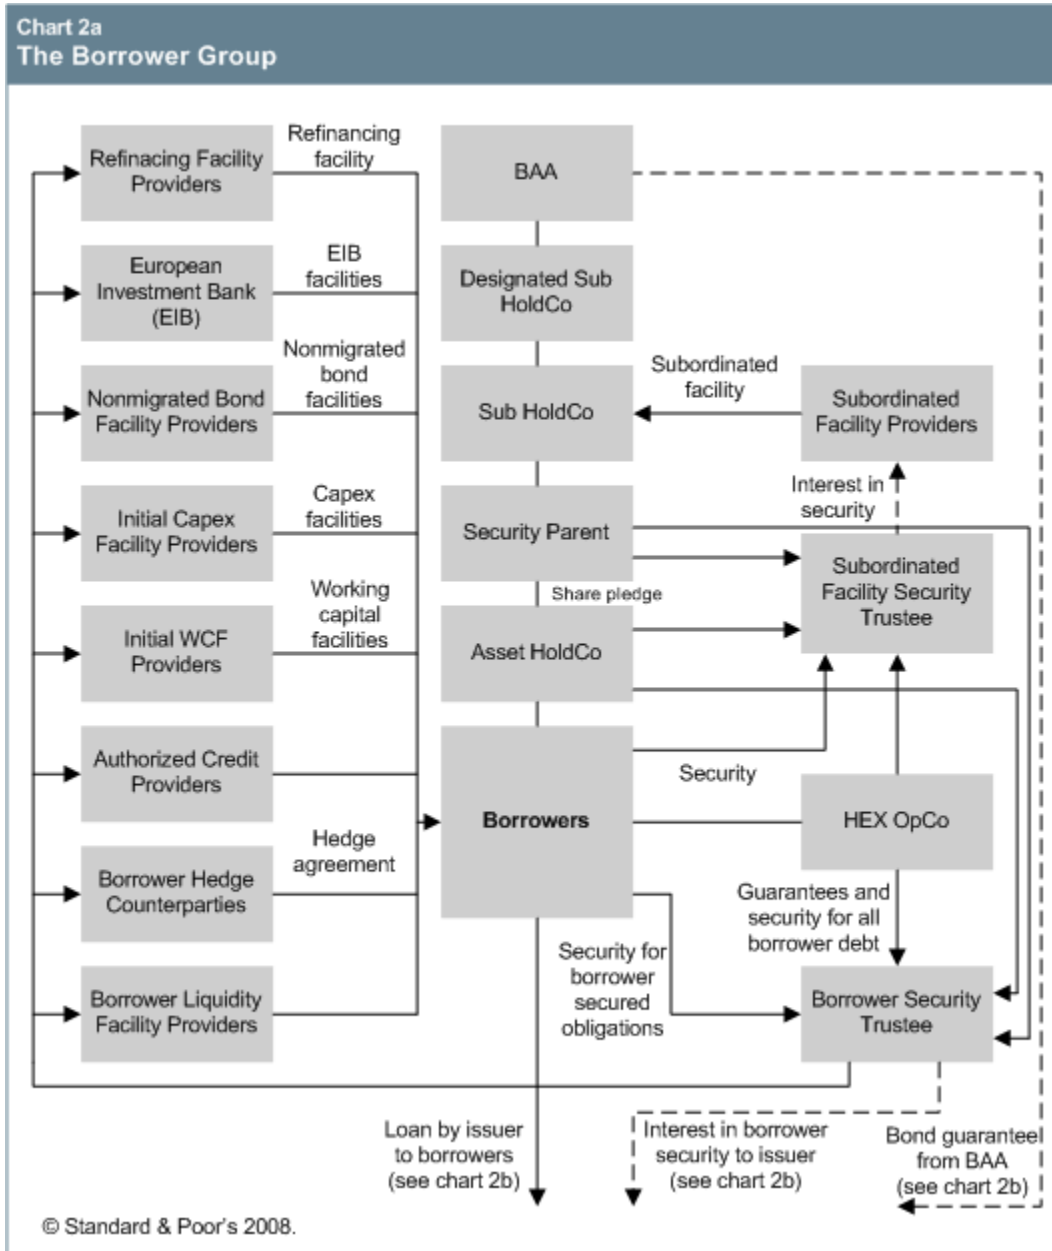 Chart 2a
The Borrower Group
Refinacing Facility
Providers
Refinancing
facility
BAA
European
Investment Bank
(EIB)
EIB
facilities
Designated Sub
HoldCo
Nonmigrated Bond
Facility Providers
Nonmigrated
bond
facilities
Sub HoldCo
Subordinated
facility
Subordinated
Facility Providers
Interest in
security
Initial Capex
Facility Providers
Capex
facilities
Security Parent
Subordinated
Facility Security
Trustee
Share pledge
Initial WCF
Providers
Working
capital
facilities
Asset HoldCo
Authorized Credit
Providers
Borrowers
Security
HEX OpCo
Borrower Hedge
Counterparties
Hedge
agreement
Guarantees and
security for all
borrower debt
Borrower Liquidity
Facility Providers
Security for
borrower
secured
obligations
Borrower Security
Trustee
Loan by issuer
to borrowers
(see chart 2b)
Interest in borrower
security to issuer
(see chart 2b)
Bond guarantee
from BAA
(see chart 2b)
© Standard & Poor's 2008.